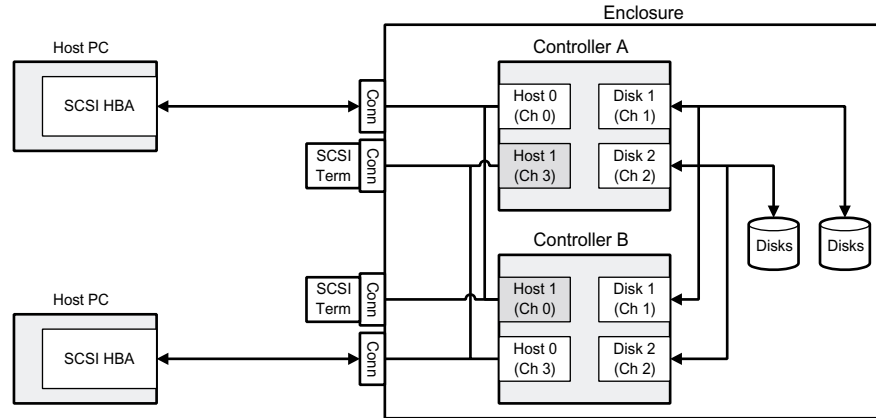 Enclosure
Host PC
Controller A
SCSI HBA
Conn
Host 0
(Ch 0)
Disk 1
(Ch 1)
SCSI
Term
Conn
Host 1
(Ch 3)
Disk 2
(Ch 2)
Disks
Disks
Controller B
SCSI
Term
Conn
Host 1
(Ch 0)
Disk 1
(Ch 1)
Host PC
SCSI HBA
Conn
Host 0
(Ch 3)
Disk 2
(Ch 2)